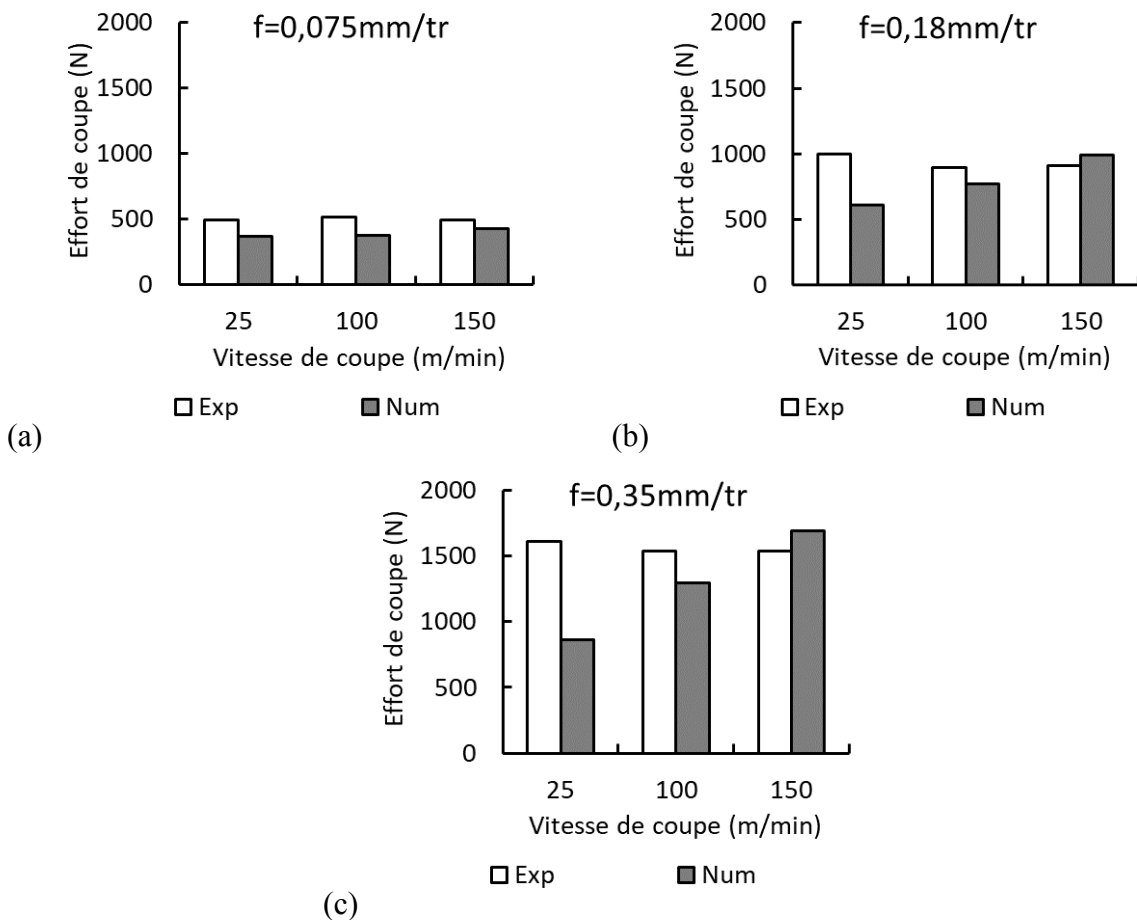 f=0,075mm/tr
Effort de coupe (N)
2000
1500
1000
500
0
25 100 150
Vitesse de coupe (m/min)
Exp Num
(a)
f=0,18mm/tr
Effort de coupe (N)
2000
1500
1000
500
0
25 100 150
Vitesse de coupe (m/min)
Exp Num
(b)
f=0,35mm/tr
Effort de coupe (N)
2000
1500
1000
500
0
25 100 150
Vitesse de coupe (m/min)
Exp Num
(c)